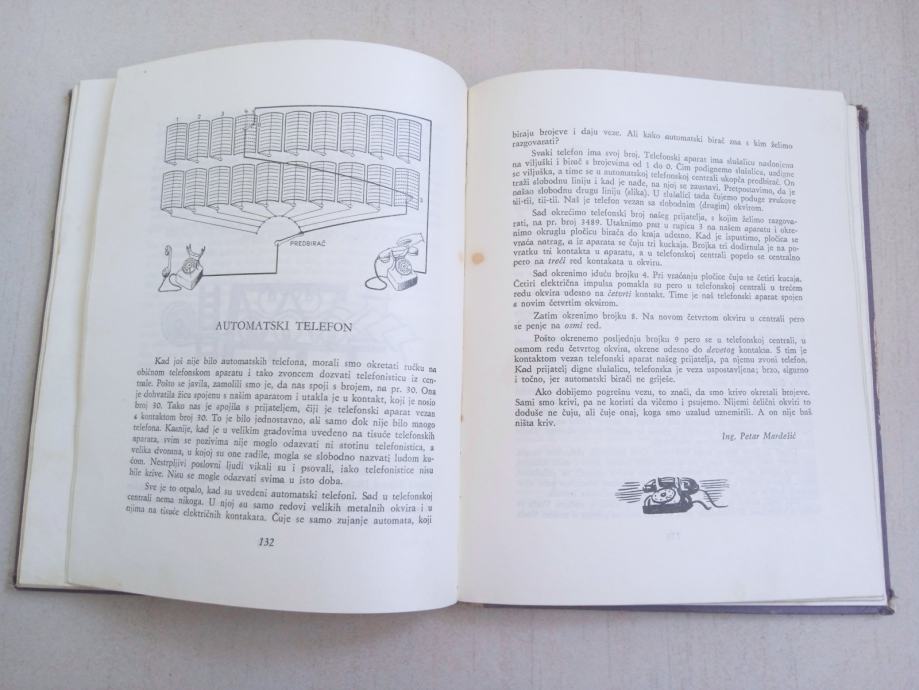 1 2 3 4
PREDBIRAČ
AUTOMATSKI TELEFON
Kad još nije bilo automatskih telefona, morali smo okretati ručku na
običnom telefonskom aparatu i tako zvoncem dozvati telefonisticu iz cen-
trale. Pošto se javila, zamolili smo je, da nas spoji s brojem, na pr. 30. Ona
je dohvatila žicu spojenu s našim aparatom i utakla je u kontakt, koji je nosio
broj 30. Tako nas je spojila s prijateljem, čiji je telefonski aparat vezan
s kontaktom broj 30. To je bilo jednostavno, ali samo dok nije bilo mnogo
telefona. Kasnije, kad je u velikim gradovima uvedeno na tisuće telefonskih
aparata, svim se pozivima nije moglo odazvati ni stotinu telefonistica, a
velika dvorana, u kojoj su one radile, mogla se slobodno nazvati ludom ku-
ćom. Nestrpljivi poslovni ljudi vikali su i psovali, iako telefonistice nisu
bile krive. Nisu se mogle odazvati svima u isto doba.
Sve je to otpalo, kad su uvedeni automatski telefoni. Sad u telefonskoj
centrali nema nikoga. U njoj su samo redovi velikih metalnih okvira i u
njima na tisuće električnih kontakata. Čuje se samo zujanje automata, koji
132
biraju brojeve i daju veze. Ali kako automatski birač zna s kim želimo
razgovarati?
Svaki telefon ima svoj broj. Telefonski aparat ima slušalicu naslonjenu
na viljuški i birač s brojevima od 1 do 0. Čim podignemo slušalicu, uzdigne
se viljuška, a time se u automatskoj telefonskoj centrali ukopča predbirač. On
traži slobodnu liniju i kad je nađe, na njoj se zaustavi. Pretpostavimo, da je
našao slobodnu drugu liniju (slika). U slušalici tada čujemo poduge zvukove
tii-tii, tii-tii. Naš je telefon vezan sa slobodnim (drugim) okvirom.
Sad okrećimo telefonski broj našeg prijatelja, s kojim želimo razgova-
rati, na pr. broj 3489. Utaknimo prst u rupicu 3 na našem aparatu i okre-
nimo okruglu pločicu birača do kraja udesno. Kad je ispustimo, pločica se
vraća natrag, a iz aparata se čuju tri kuckaja. Brojka tri dodirnula je na po-
vratku tri kontakta u aparatu, a u telefonskoj centrali popelo se centralno
pero na treći red kontakata u okviru.
Sad okrenimo iduću brojku 4. Pri vraćanju pločice čuju se četiri kucaja.
Četiri električna impulsa pomakla su pero u telefonskoj centrali u trećem
redu okvira udesno na četvrti kontakt. Time je naš telefonski aparat spojen
s novim četvrtim okvirom.
Zatim okrenimo brojku 8. Na novom četvrtom okviru u centrali pero
se penje na osmi red.
Pošto okrenemo posljednju brojku 9 pero se u telefonskoj centrali, u
osmom redu četvrtog okvira, okrene udesno do devetog kontakta. S tim je
kontaktom vezan telefonski aparat našeg prijatelja, pa njemu zvoni telefon.
Kad prijatelj digne slušalicu, telefonska je veza uspostavljena; brzo, sigurno
i točno, jer automatski birači ne griješe.
Ako dobijemo pogrešnu vezu, to znači, da smo krivo okretali brojeve.
Sami smo krivi, pa ne koristi da vičemo i psujemo. Nijemi čelični okviri to
doduše ne čuju, ali čuje onaj, koga smo uzalud uznemirili. A on nije baš
ništa kriv.
Ing. Petar Mardešić